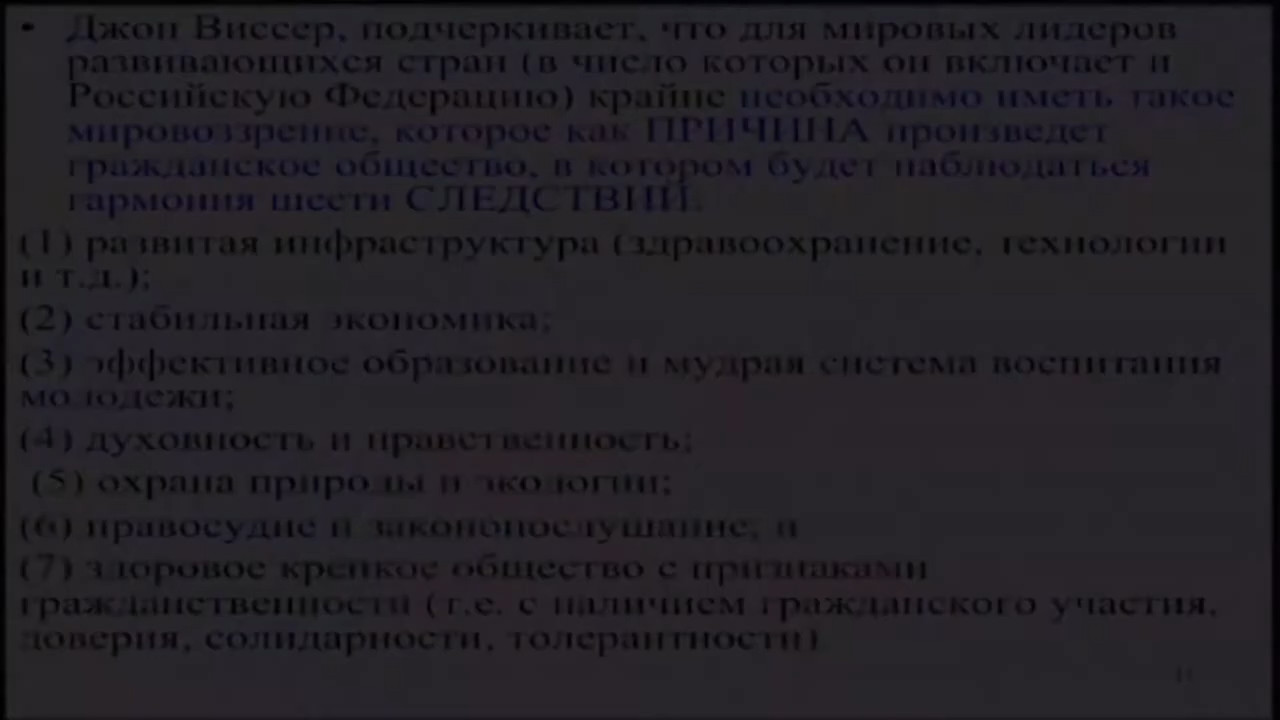 • Джон Виссер, подчеркивает, что для мировых лидеров
развивающихся стран (в число которых он включает и
Российскую Федерацию) крайне необходимо иметь такое
мировоззрение, которое как ПРИЧИНА произведет
гражданское общество, в котором будет наблюдаться
гармония шести СЛЕДСТВИЙ:
(1) развитая инфраструктура (здравоохранение, технологии
и т.д.);
(2) стабильная экономика;
(3) эффективное образование и мудрая система воспитания
молодежи;
(4) духовность и нравственность;
(5) охрана природы и экологии;
(6) правосудие и законопослушание, и
(7) здоровое крепкое общество с признаками
гражданственности (т.е. с наличием гражданского участия,
доверия, солидарности, толерантности)